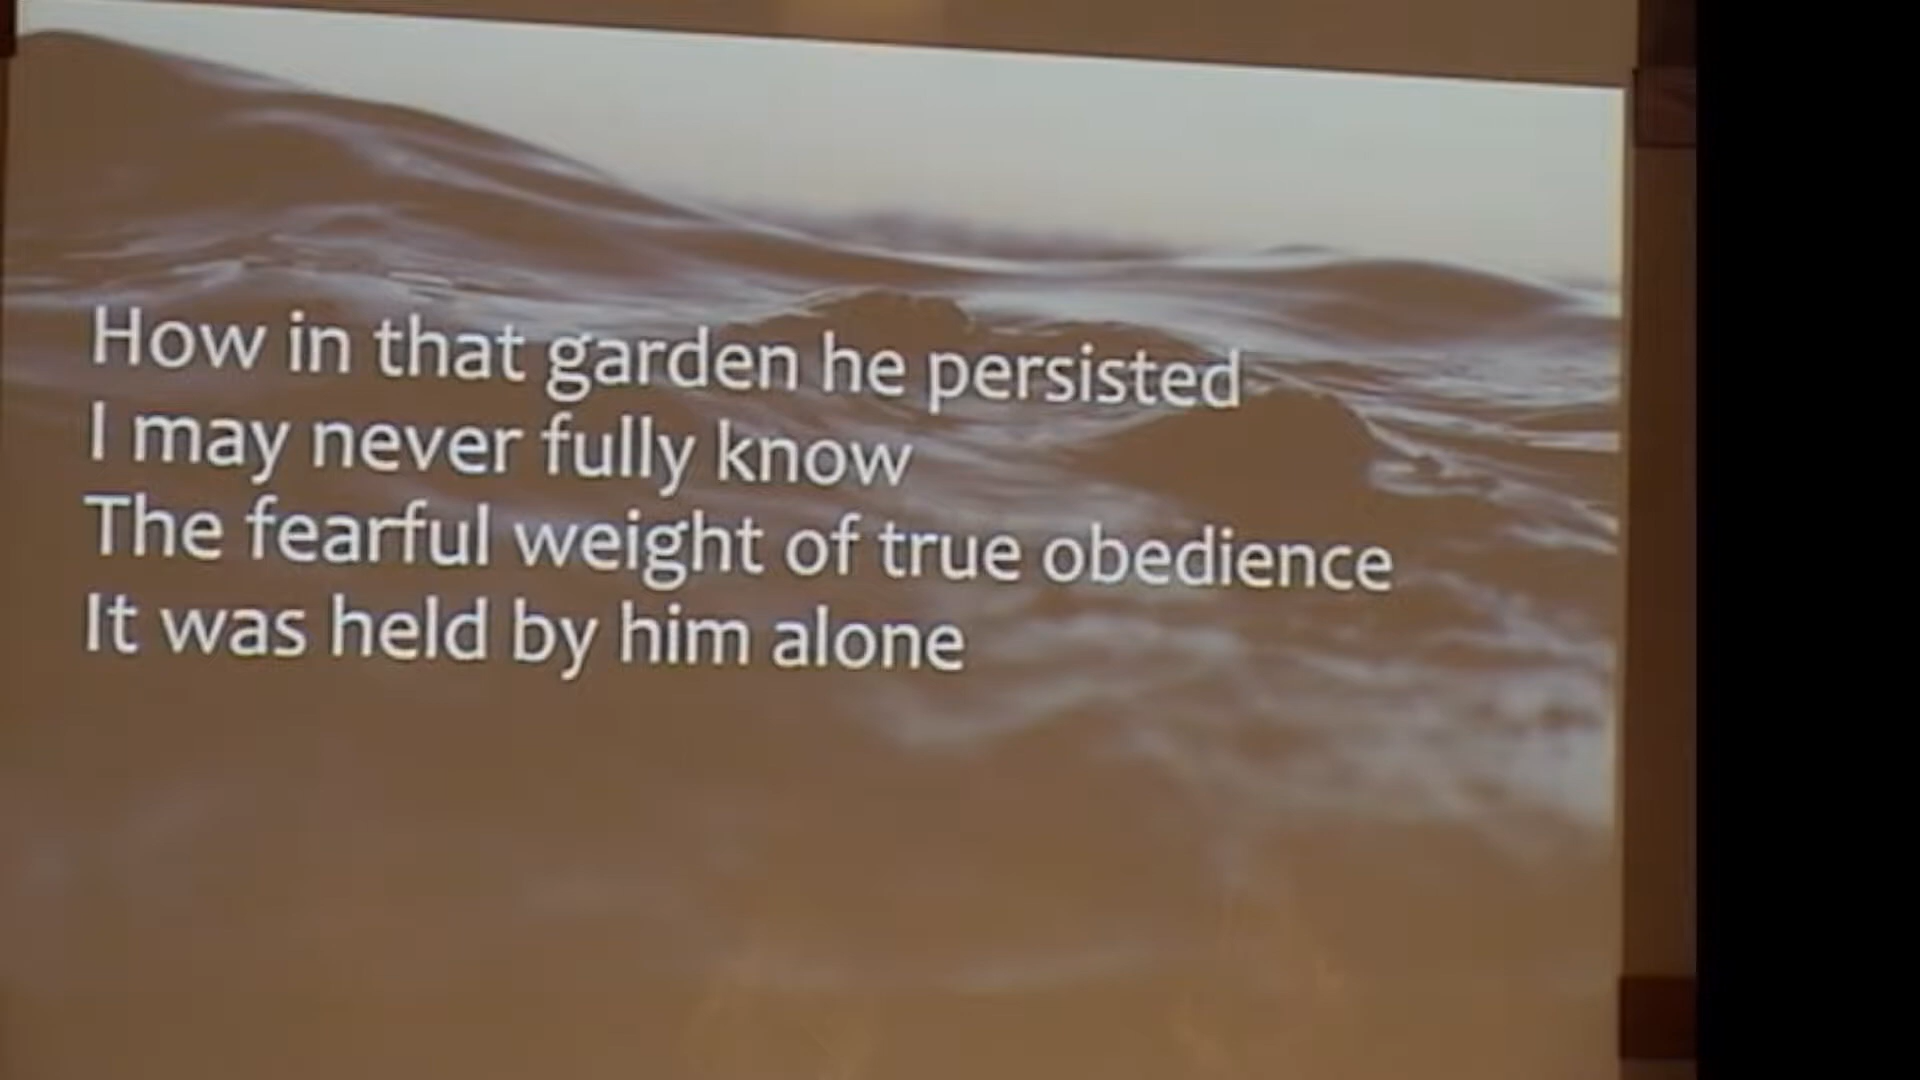 How in that garden he persisted
I may never fully know
The fearful weight of true obedience
It was held by him alone